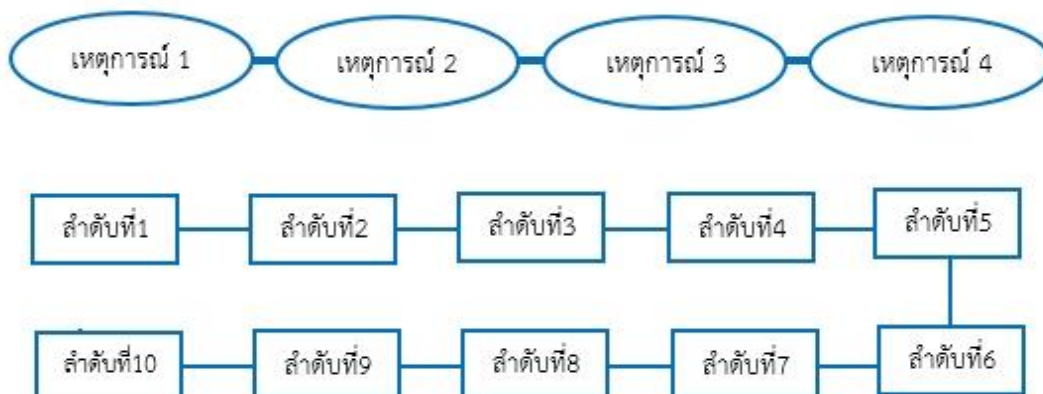 เหตุการณ์ 1 เหตุการณ์ 2 เหตุการณ์ 3 เหตุการณ์ 4
ลำดับที่1 ลำดับที่2 ลำดับที่3 ลำดับที่4 ลำดับที่5
ลำดับที่10 ลำดับที่9 ลำดับที่8 ลำดับที่7 ลำดับที่6